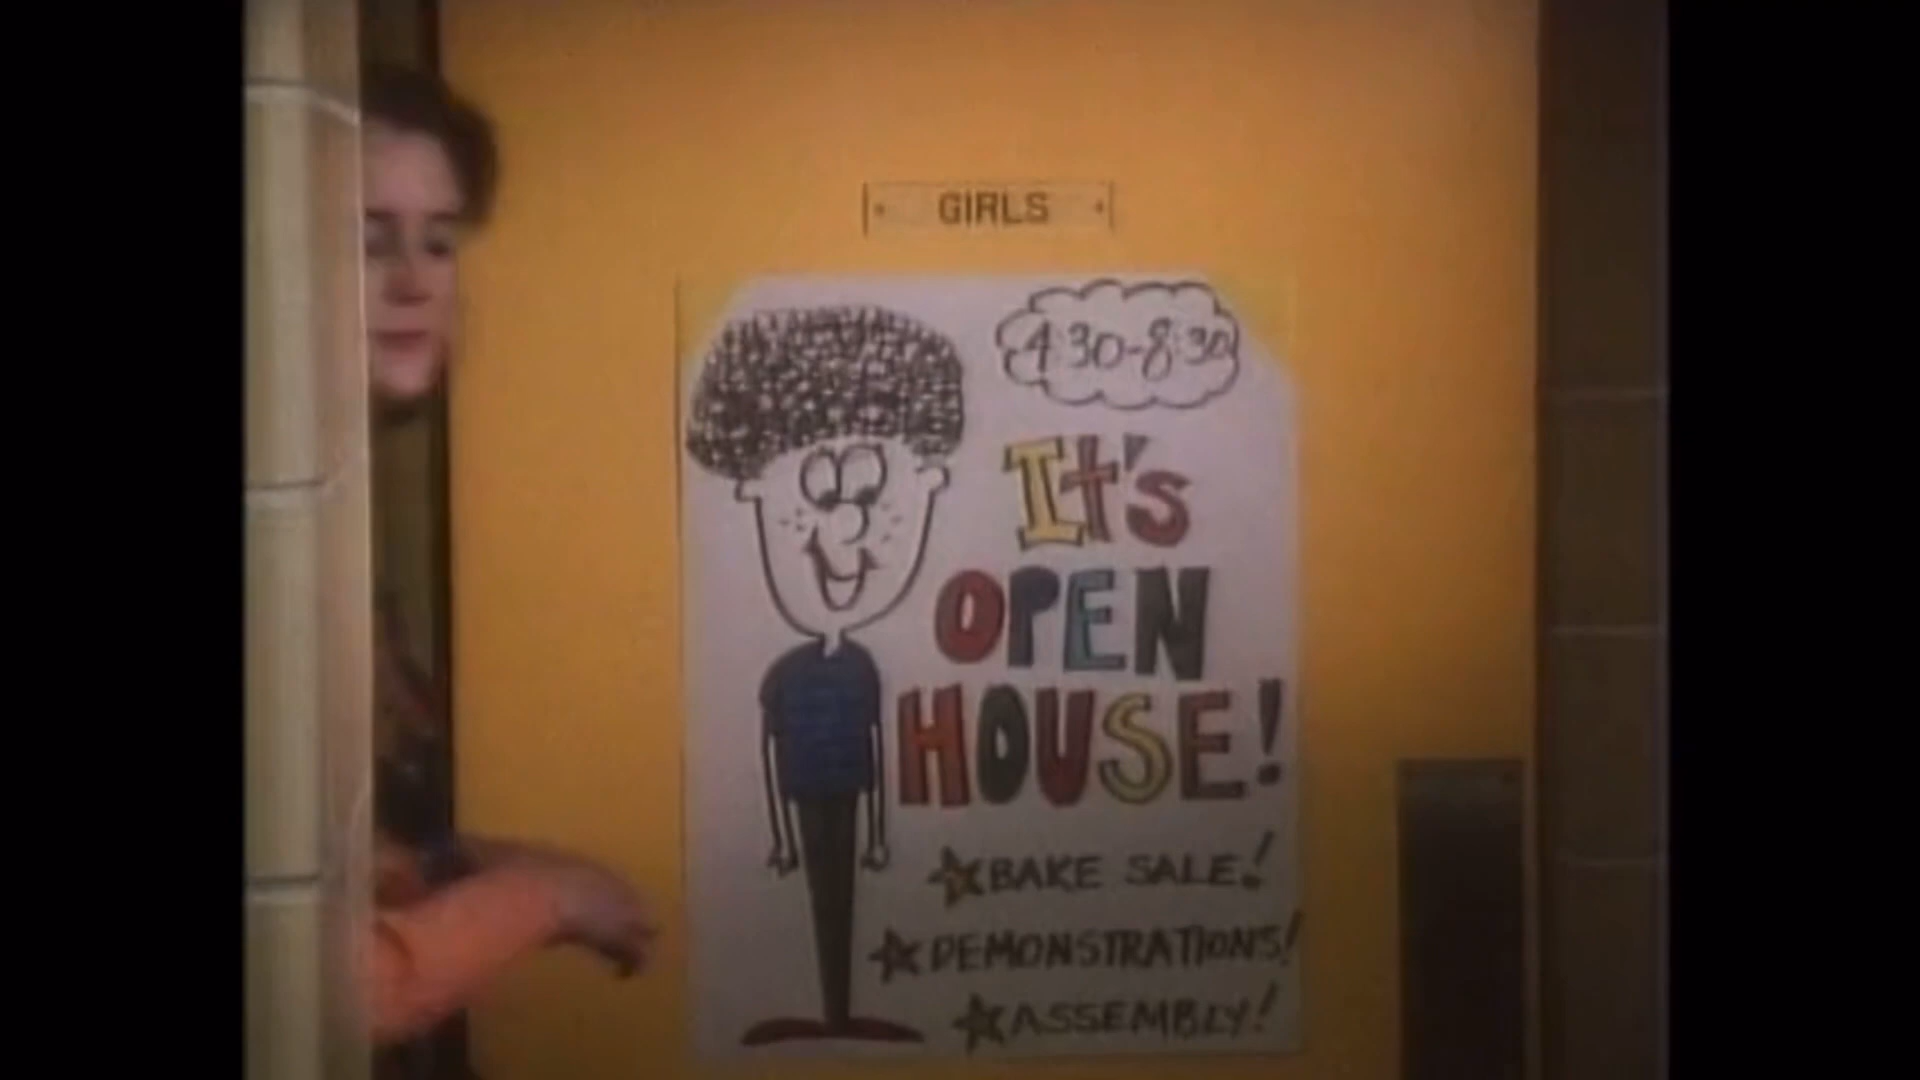 GIRLS
4:30-8:30
It's
OPEN
HOUSE!
BAKE SALE!
DEMONSTRATIONS!
ASSEMBLY!